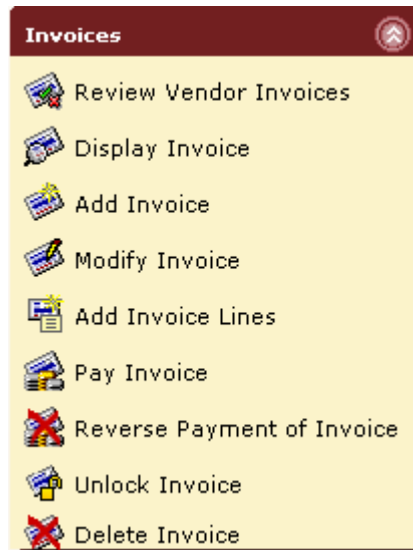 Invoices
Review Vendor Invoices
Display Invoice
Add Invoice
Modify Invoice
Add Invoice Lines
Pay Invoice
Reverse Payment of Invoice
Unlock Invoice
Delete Invoice